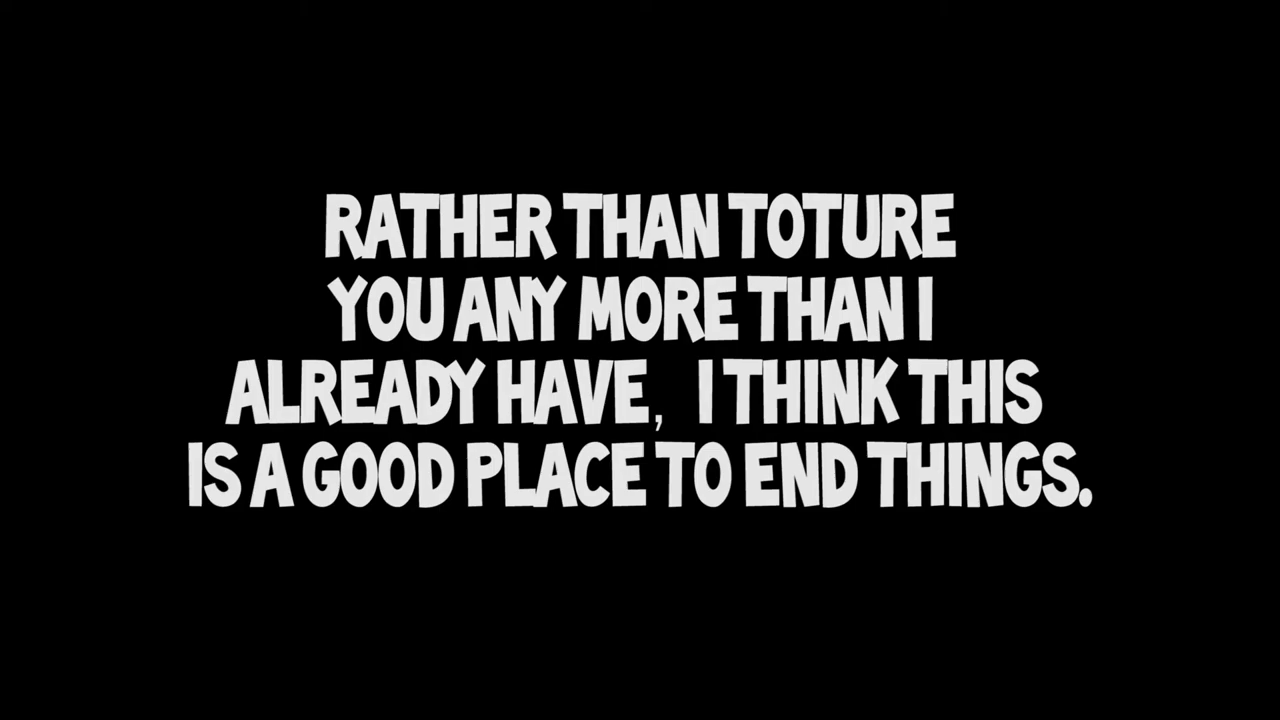 RATHER THAN TOTURE
YOU ANY MORE THAN I
ALREADY HAVE, I THINK THIS
IS A GOOD PLACE TO END THINGS.